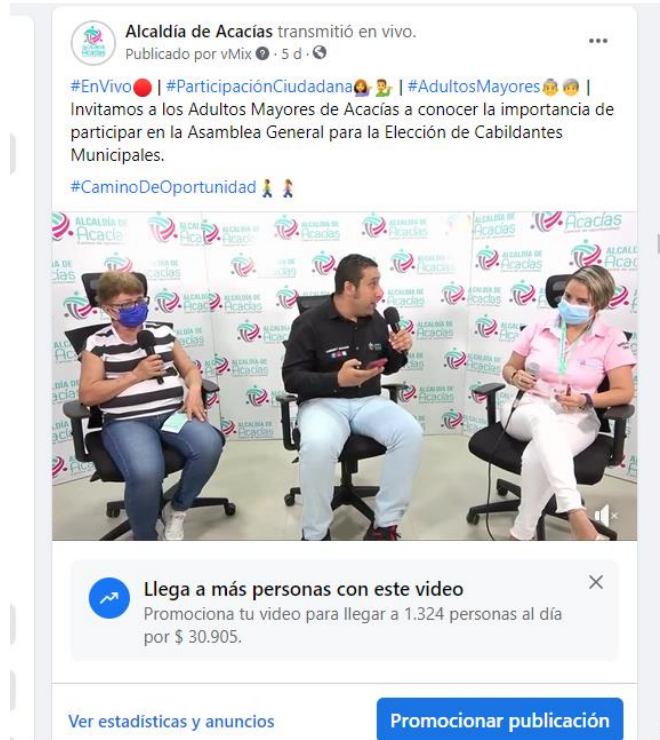 Alcaldía de Acacías transmitió en vivo.
Publicado por vMix · 5 d ·
#EnVivo🔴 | #ParticipaciónCiudadana🙋‍♀️💁‍♂️ | #AdultosMayores👵🧓 |
Invitamos a los Adultos Mayores de Acacías a conocer la importancia de
participar en la Asamblea General para la Elección de Cabildantes
Municipales.
#CaminoDeOportunidad🚶‍♂️🚶‍♀️
ALCALDÍA DE
Acacías
Llega a más personas con este video
Promociona tu video para llegar a 1.324 personas al día
por $ 30.905.
Ver estadísticas y anuncios
Promocionar publicación